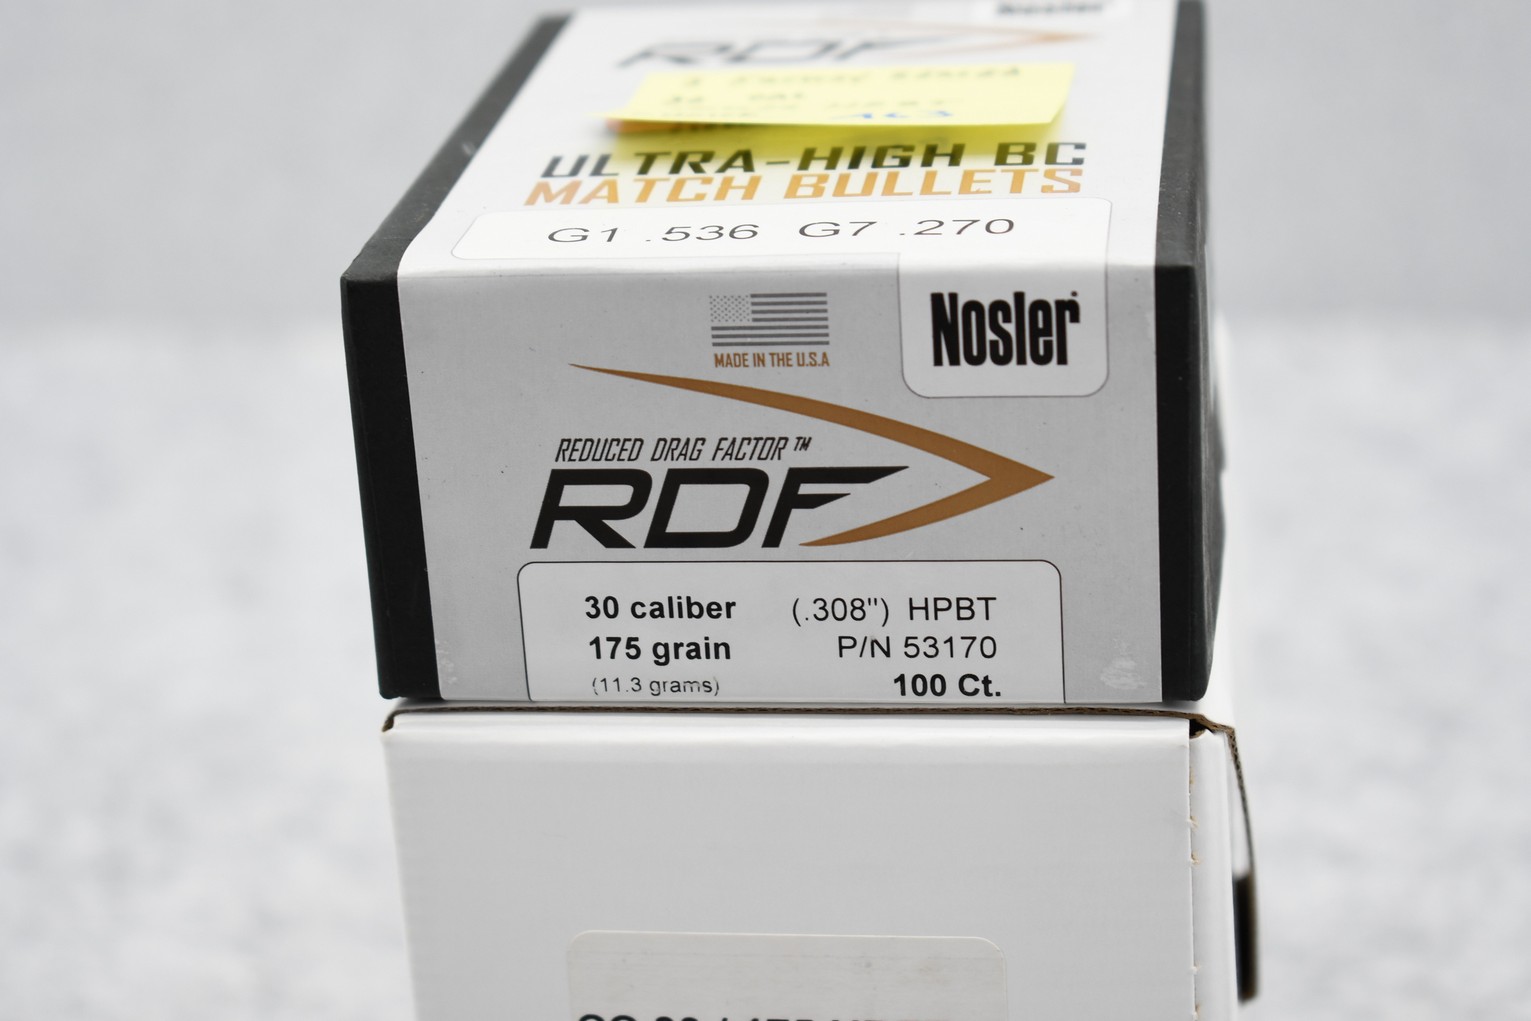 Nosler
RDF
ULTRA-HIGH BC
MATCH BULLETS
G1 .536 G7 .270
MADE IN THE U.S.A
Nosler
REDUCED DRAG FACTOR™
RDF
30 caliber (.308") HPBT
175 grain P/N 53170
(11.3 grams) 100 Ct.